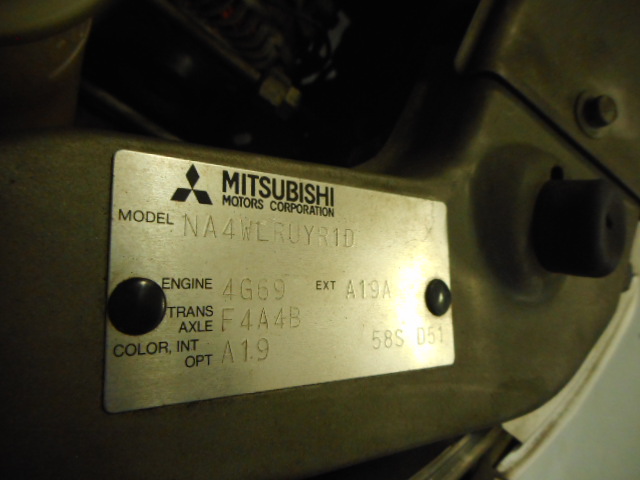 MITSUBISHI
MOTORS CORPORATION
MODEL NA4WLRUYR1D
ENGINE 4G69 EXT A19A
TRANS
AXLE F4A4B
COLOR, INT
OPT A19 58S D51